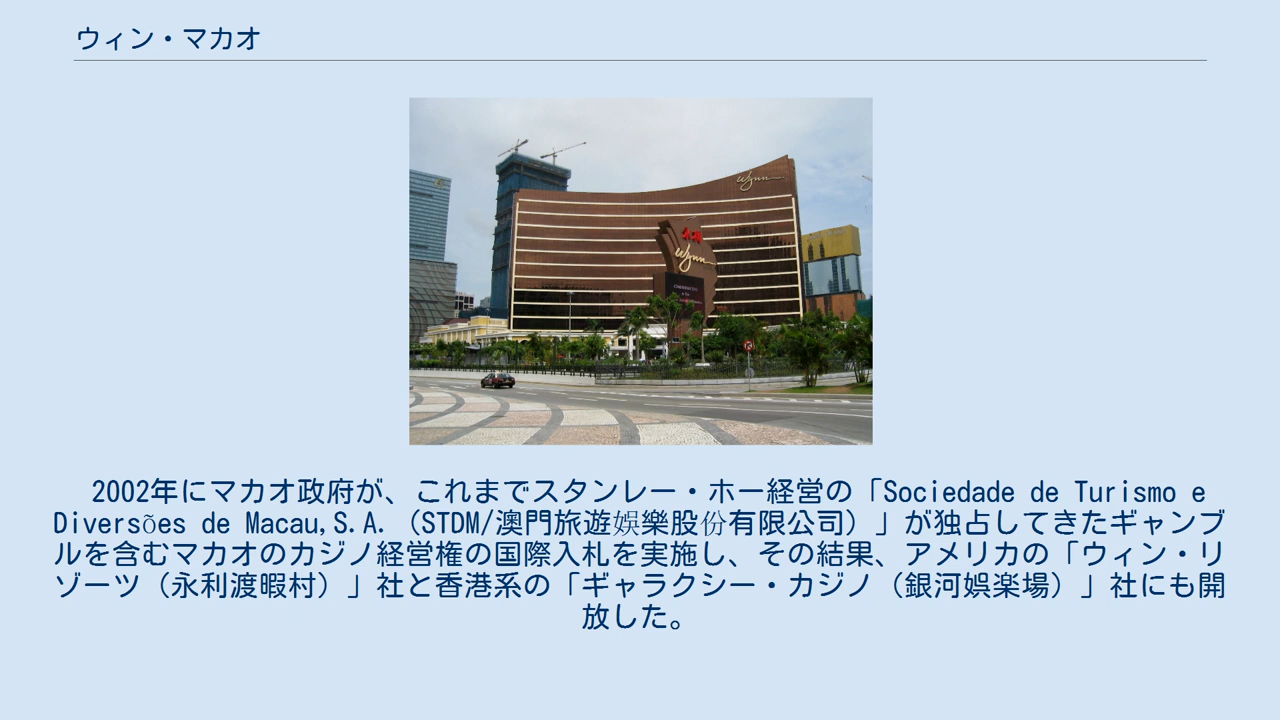 ウィン・マカオ
wynn
永利
wynn
2002年にマカオ政府が、これまでスタンレー・ホー経営の「Sociedade de Turismo e
Diversões de Macau,S.A.（STDM/澳門旅遊娯樂股份有限公司）」が独占してきたギャンブ
ルを含むマカオのカジノ経営権の国際入札を実施し、その結果、アメリカの「ウィン・リ
ゾーツ（永利渡暇村）」社と香港系の「ギャラクシー・カジノ（銀河娯楽場）」社にも開
放した。